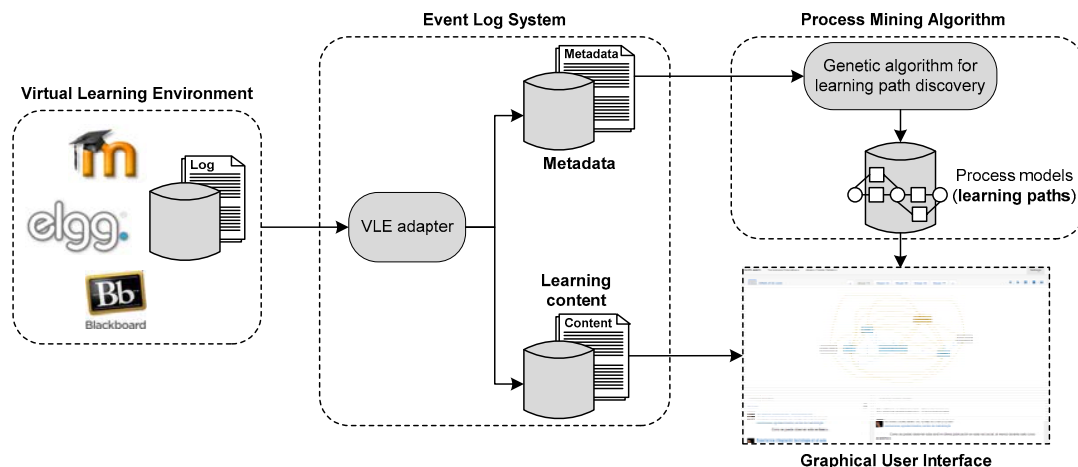 Event Log System
Process Mining Algorithm
Virtual Learning Environment
Log
m
elgg.
Bb
Blackboard
VLE adapter
Metadata
Metadata
Learning
content
Content
Genetic algorithm for
learning path discovery
Process models
(learning paths)
Graphical User Interface